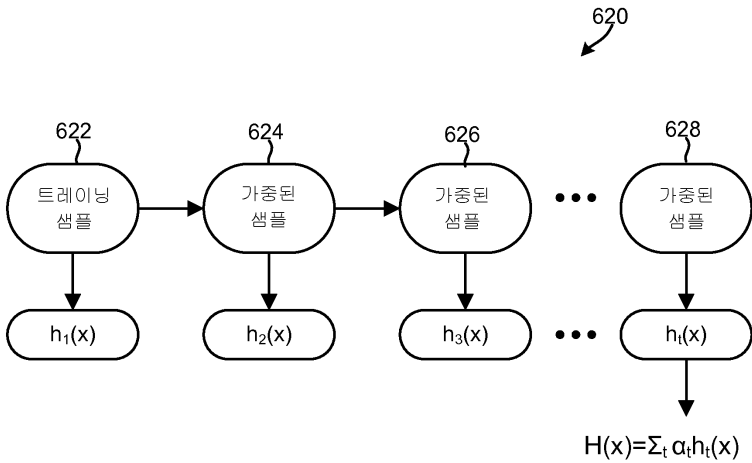 620
622
624
626
628
트레이닝
샘플
가중된
샘플
가중된
샘플
가중된
샘플
h₁(x)
h₂(x)
h₃(x)
hₜ(x)
H(x)=Σₜ αₜhₜ(x)